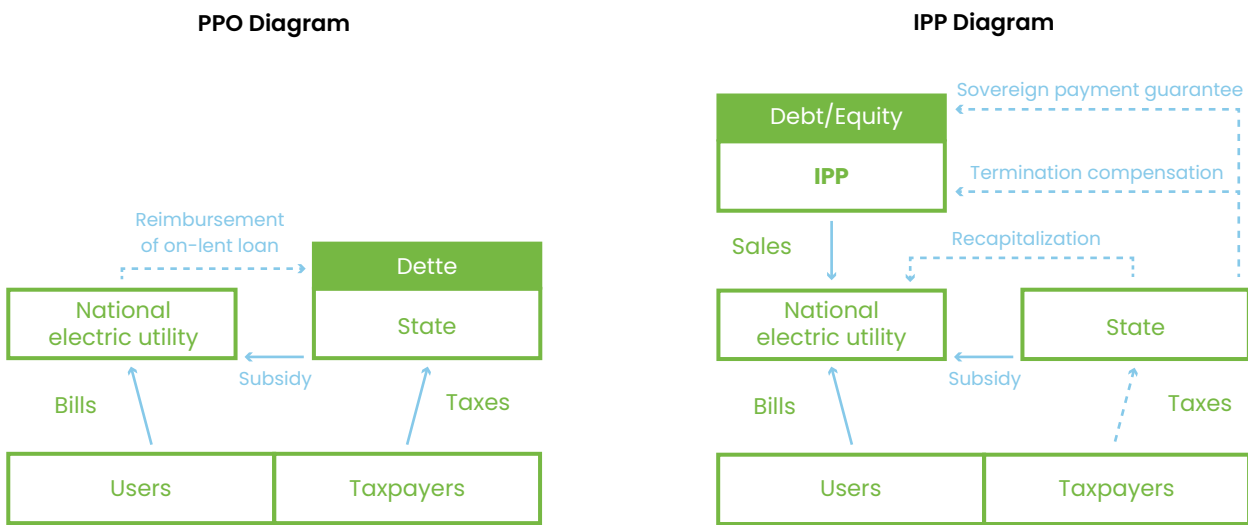 PPO Diagram
Reimbursement
of on-lent loan
Dette
National
electric utility
State
Subsidy
Bills
Taxes
Users
Taxpayers
IPP Diagram
Sovereign payment guarantee
Debt/Equity
IPP
Termination compensation
Sales
Recapitalization
National
electric utility
State
Subsidy
Bills
Taxes
Users
Taxpayers